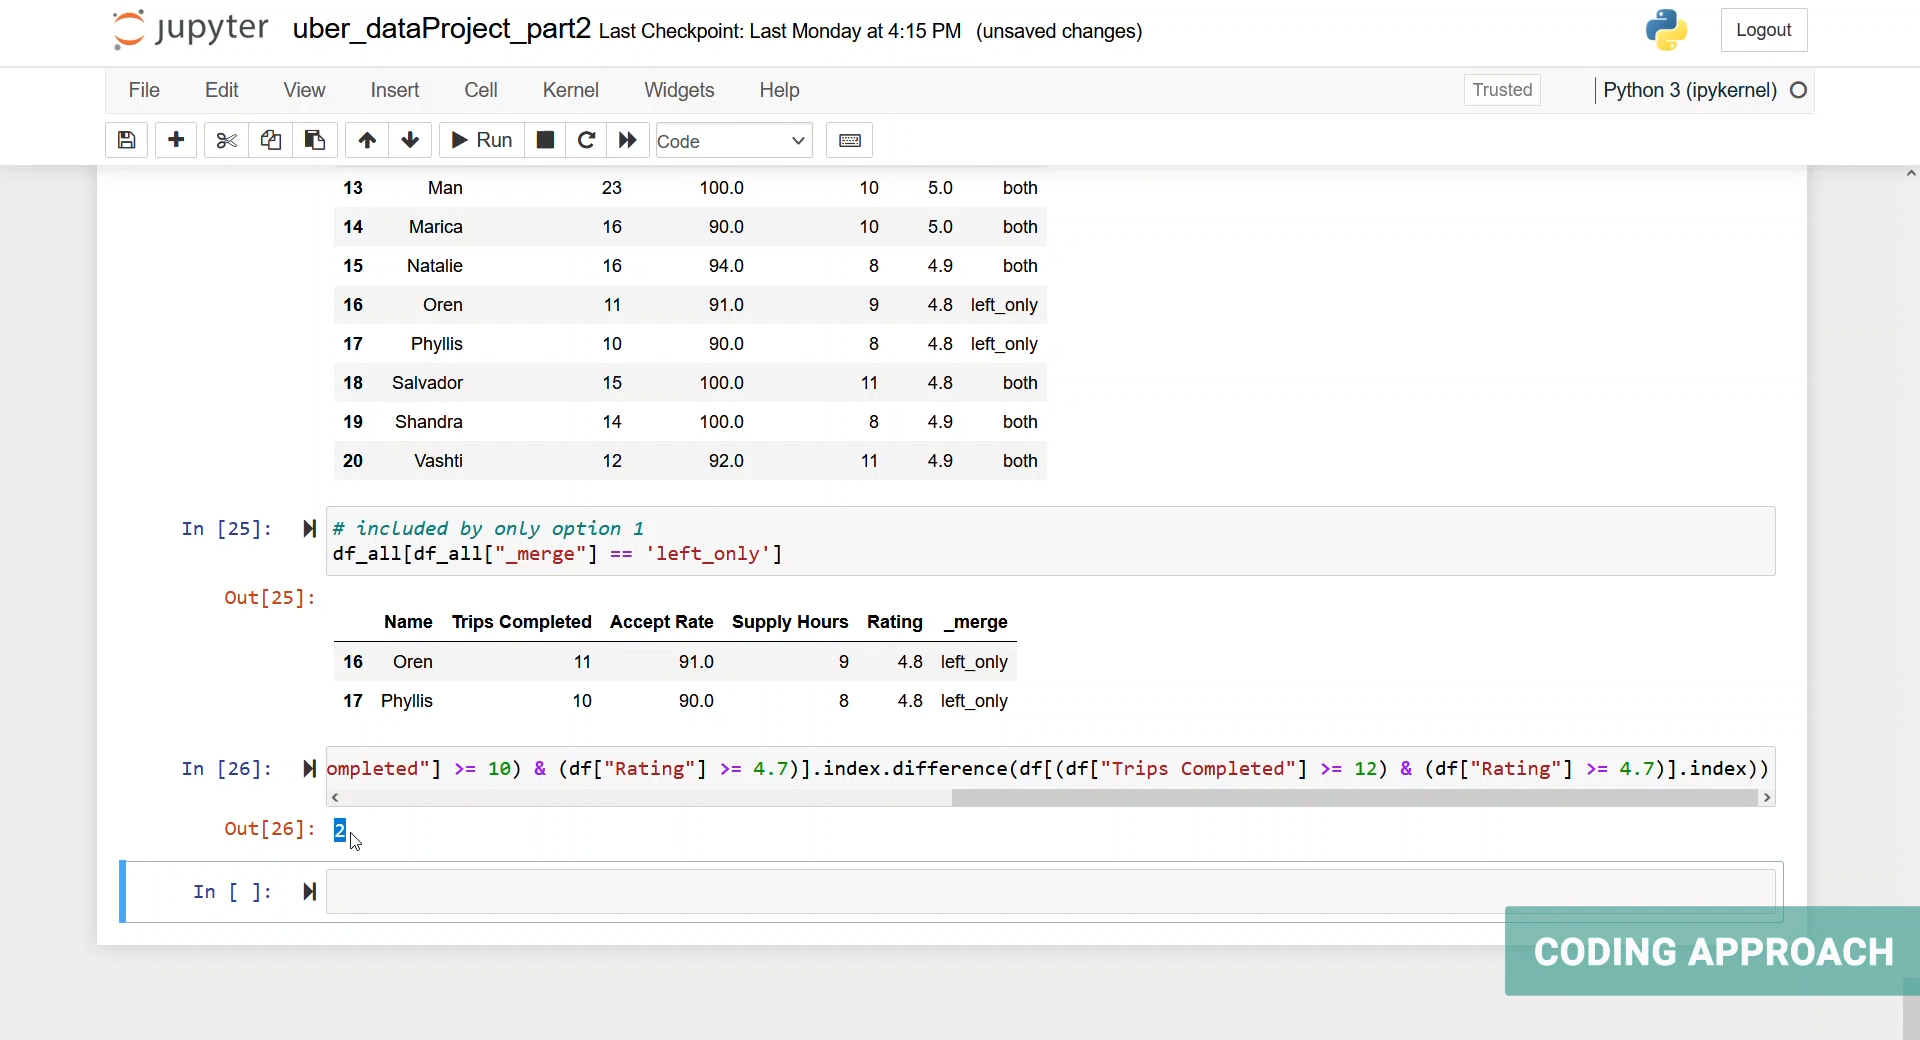 jupyter uber_dataProject_part2 Last Checkpoint: Last Monday at 4:15 PM (unsaved changes) Logout
File Edit View Insert Cell Kernel Widgets Help Trusted Python 3 (ipykernel)
Run Code
13 Man 23 100.0 10 5.0 both
14 Marica 16 90.0 10 5.0 both
15 Natalie 16 94.0 8 4.9 both
16 Oren 11 91.0 9 4.8 left_only
17 Phyllis 10 90.0 8 4.8 left_only
18 Salvador 15 100.0 11 4.8 both
19 Shandra 14 100.0 8 4.9 both
20 Vashti 12 92.0 11 4.9 both
In [25]: # included by only option 1
df_all[df_all["_merge"] == 'left_only']
Out[25]:
Name Trips Completed Accept Rate Supply Hours Rating _merge
16 Oren 11 91.0 9 4.8 left_only
17 Phyllis 10 90.0 8 4.8 left_only
In [26]: ompleted"] >= 10) & (df["Rating"] >= 4.7)].index.difference(df[(df["Trips Completed"] >= 12) & (df["Rating"] >= 4.7)].index))
Out[26]: 2
In [ ]:
CODING APPROACH